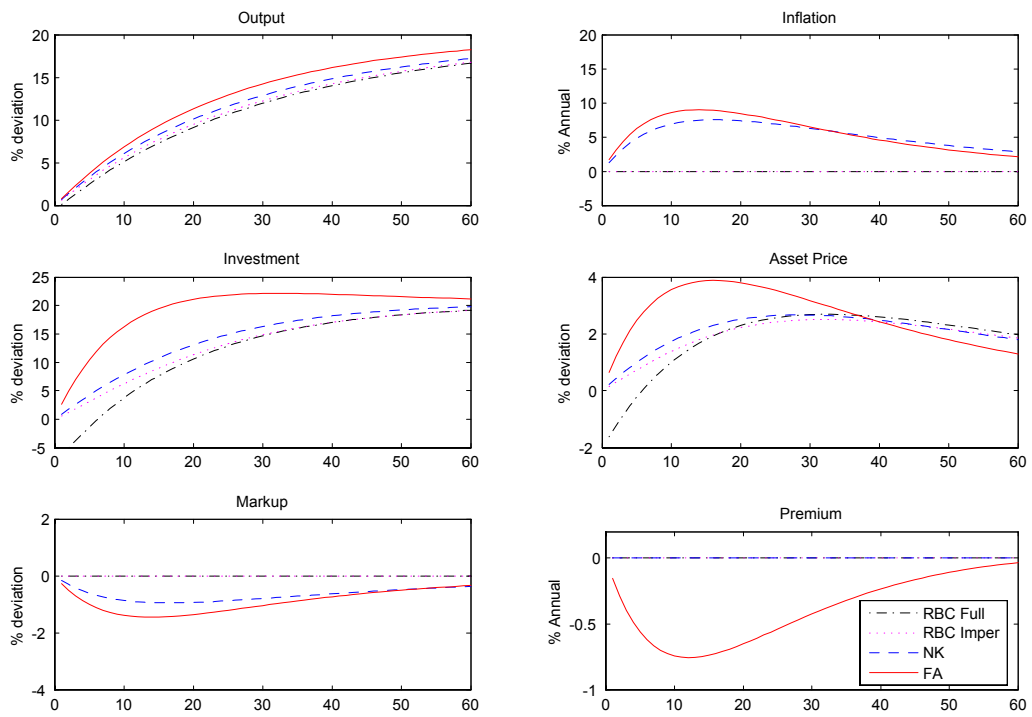 Output
20
15
10
5
0
% deviation
0 10 20 30 40 50 60
Inflation
20
15
10
5
0
-5
% Annual
0 10 20 30 40 50 60
Investment
25
20
15
10
5
0
-5
% deviation
0 10 20 30 40 50 60
Asset Price
4
2
0
-2
% deviation
0 10 20 30 40 50 60
Markup
2
0
-2
-4
% deviation
0 10 20 30 40 50 60
Premium
0
-0.5
-1
% Annual
0 10 20 30 40 50 60
RBC Full
RBC Imper
NK
FA